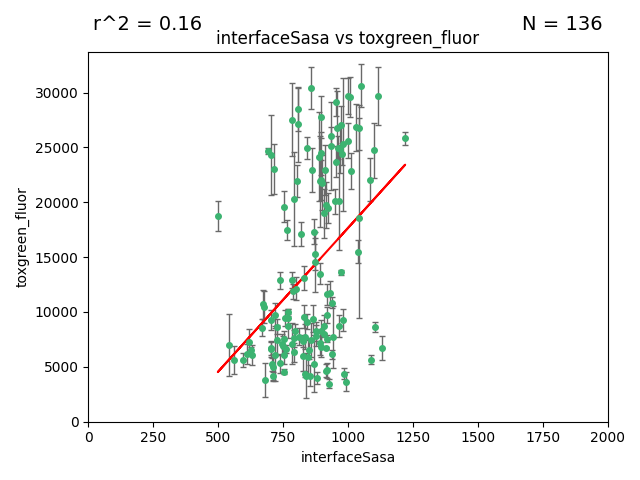 r^2 = 0.16
N = 136
interfaceSasa vs toxgreen_fluor
toxgreen_fluor
30000
25000
20000
15000
10000
5000
0
0 250 500 750 1000 1250 1500 1750 2000
interfaceSasa